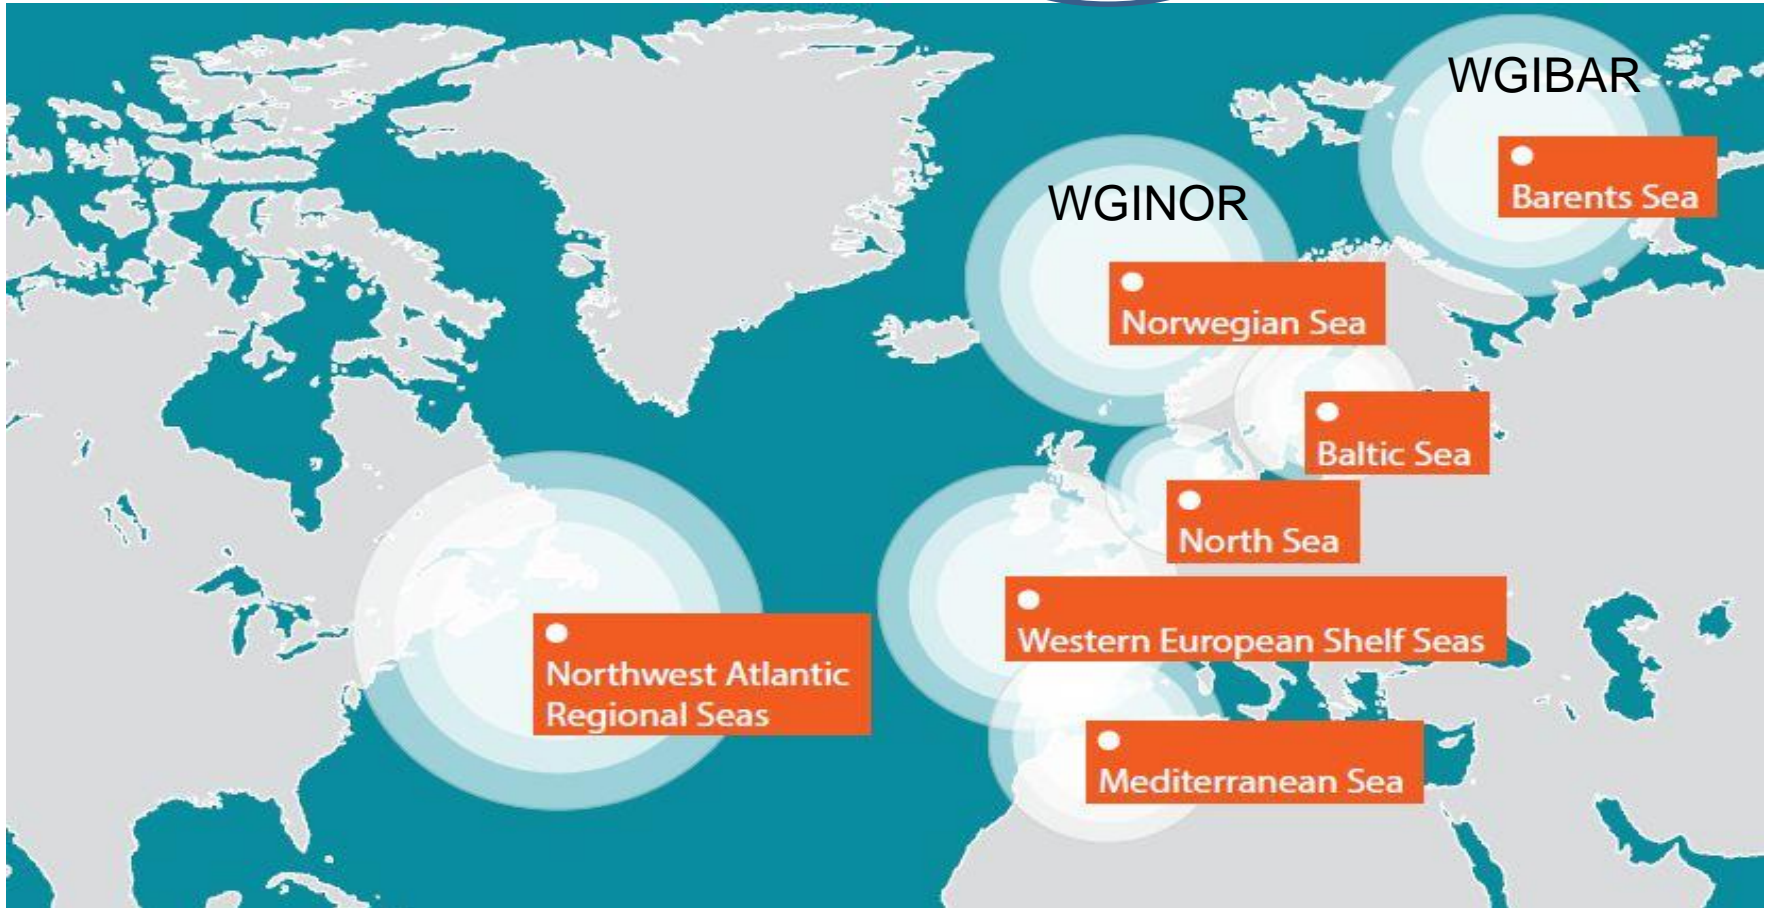 WGIBAR
Barents Sea
WGINOR
Norwegian Sea
Baltic Sea
North Sea
Western European Shelf Seas
Northwest Atlantic
Regional Seas
Mediterranean Sea